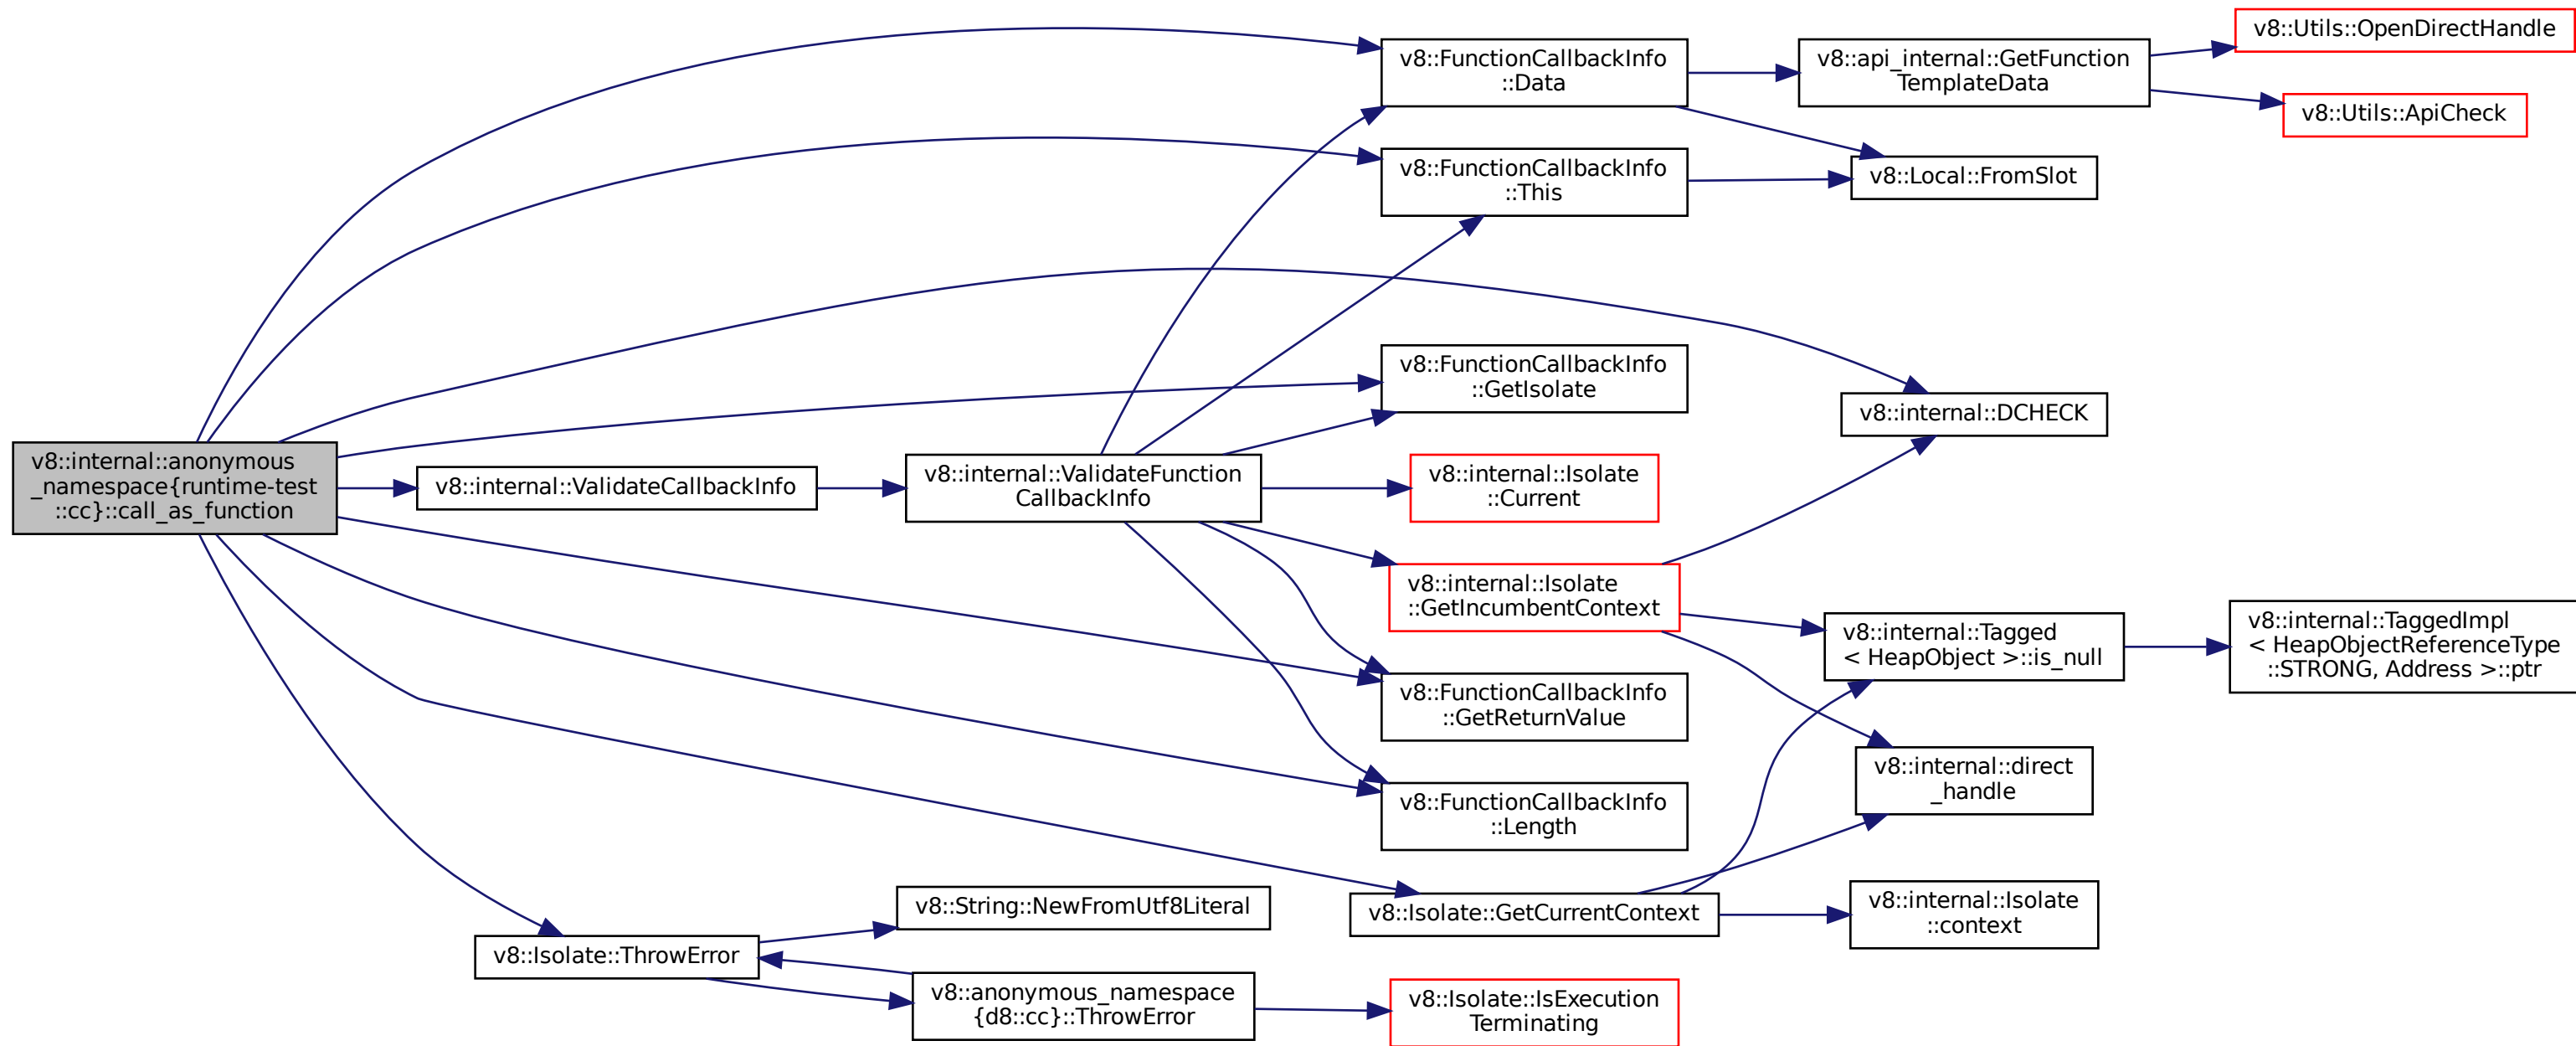 v8::internal::anonymous
_namespace{runtime-test
::cc}::call_as_function
v8::internal::ValidateCallbackInfo
v8::internal::ValidateFunction
CallbackInfo
v8::FunctionCallbackInfo
::Data
v8::api_internal::GetFunction
TemplateData
v8::Utils::OpenDirectHandle
v8::Utils::ApiCheck
v8::FunctionCallbackInfo
::This
v8::Local::FromSlot
v8::FunctionCallbackInfo
::GetIsolate
v8::internal::DCHECK
v8::internal::Isolate
::Current
v8::internal::Isolate
::GetIncumbentContext
v8::internal::Tagged
< HeapObject >::is_null
v8::internal::TaggedImpl
< HeapObjectReferenceType
::STRONG, Address >::ptr
v8::FunctionCallbackInfo
::GetReturnValue
v8::internal::direct
_handle
v8::FunctionCallbackInfo
::Length
v8::Isolate::GetCurrentContext
v8::internal::Isolate
::context
v8::String::NewFromUtf8Literal
v8::Isolate::ThrowError
v8::anonymous_namespace
{d8::cc}::ThrowError
v8::Isolate::IsExecution
Terminating